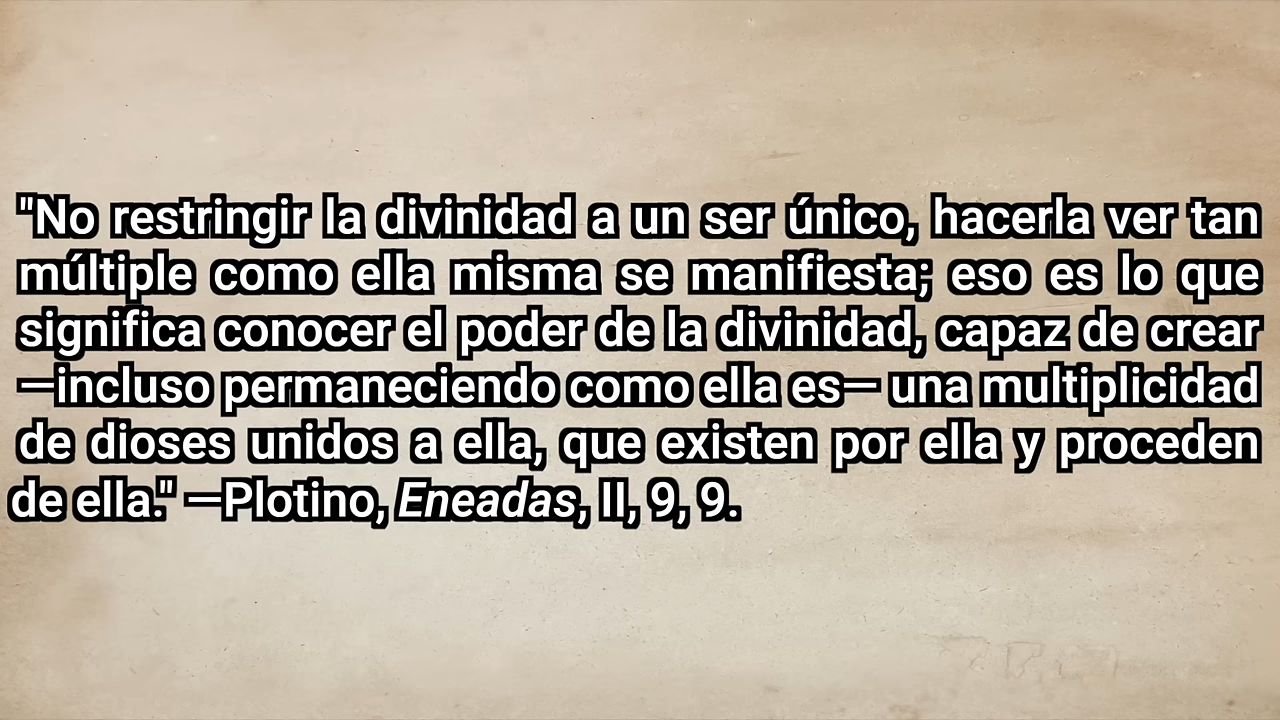 "No restringir la divinidad a un ser único, hacerla ver tan
múltiple como ella misma se manifiesta; eso es lo que
significa conocer el poder de la divinidad, capaz de crear
—incluso permaneciendo como ella es— una multiplicidad
de dioses unidos a ella, que existen por ella y proceden
de ella." —Plotino, Eneadas, II, 9, 9.